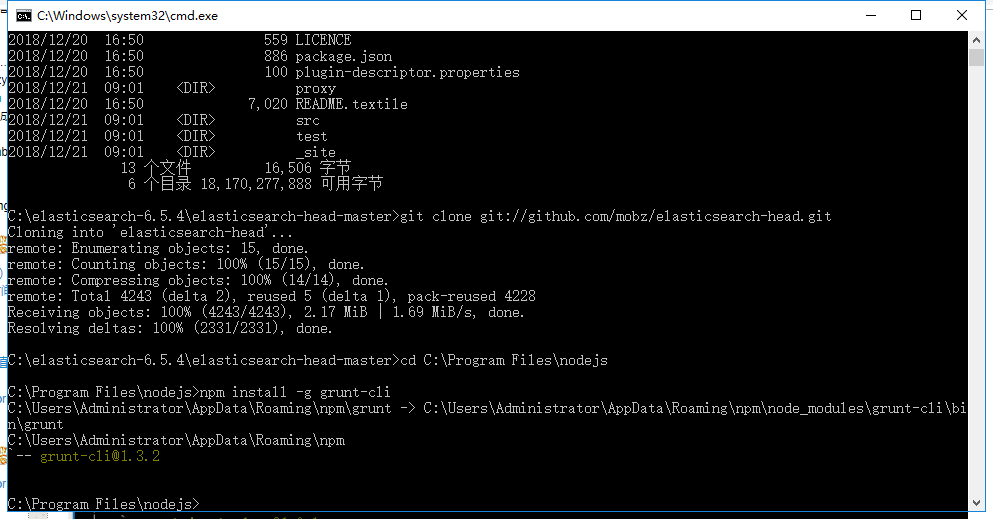 C:\Windows\system32\cmd.exe
2018/12/20  16:50               559 LICENCE
2018/12/20  16:50               886 package.json
2018/12/20  16:50               100 plugin-descriptor.properties
2018/12/21  09:01    <DIR>          proxy
2018/12/20  16:50             7,020 README.textile
2018/12/21  09:01    <DIR>          src
2018/12/21  09:01    <DIR>          test
2018/12/21  09:01    <DIR>          _site
13 个文件         16,506 字节
6 个目录 18,170,277,888 可用字节
C:\elasticsearch-6.5.4\elasticsearch-head-master>git clone git://github.com/mobz/elasticsearch-head.git
Cloning into 'elasticsearch-head'...
remote: Enumerating objects: 15, done.
remote: Counting objects: 100% (15/15), done.
remote: Compressing objects: 100% (14/14), done.
remote: Total 4243 (delta 2), reused 5 (delta 1), pack-reused 4228
Receiving objects: 100% (4243/4243), 2.17 MiB | 1.69 MiB/s, done.
Resolving deltas: 100% (2331/2331), done.
C:\elasticsearch-6.5.4\elasticsearch-head-master>cd C:\Program Files\nodejs
C:\Program Files\nodejs>npm install -g grunt-cli
C:\Users\Administrator\AppData\Roaming\npm\grunt -> C:\Users\Administrator\AppData\Roaming\npm\node_modules\grunt-cli\bi
n\grunt
C:\Users\Administrator\AppData\Roaming\npm
`-- grunt-cli@1.3.2
C:\Program Files\nodejs>